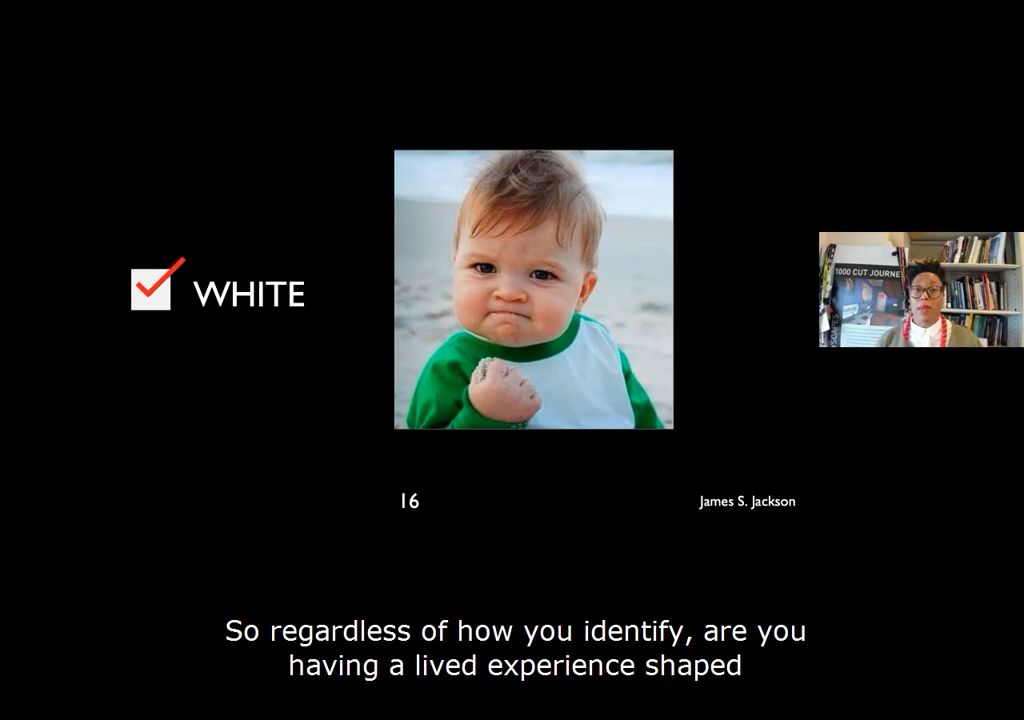 WHITE
1000 CUT JOURNE
16
James S. Jackson
So regardless of how you identify, are you
having a lived experience shaped